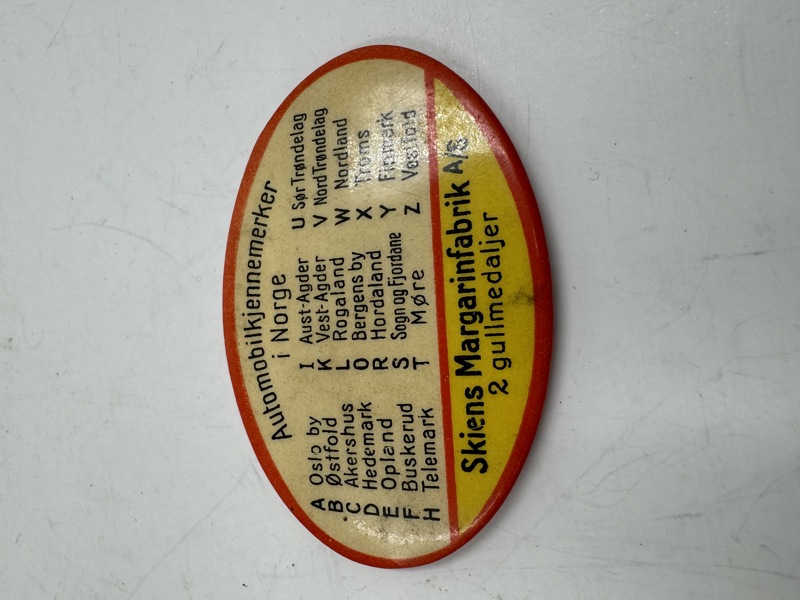 Automobilkjennemerker
i Norge
A Oslo by
B Østfold
C Akershus
D Hedemark
E Opland
F Buskerud
H Telemark
I Aust-Agder
K Vest-Agder
L Rogaland
O Bergens by
R Hordaland
S Sogn og Fjordane
T Møre
U Sør Trøndelag
V Nord Trøndelag
W Nordland
X Troms
Y Finmark
Z Vestfold
Skiens Margarinfabrik A/S
2 gullmedaljer